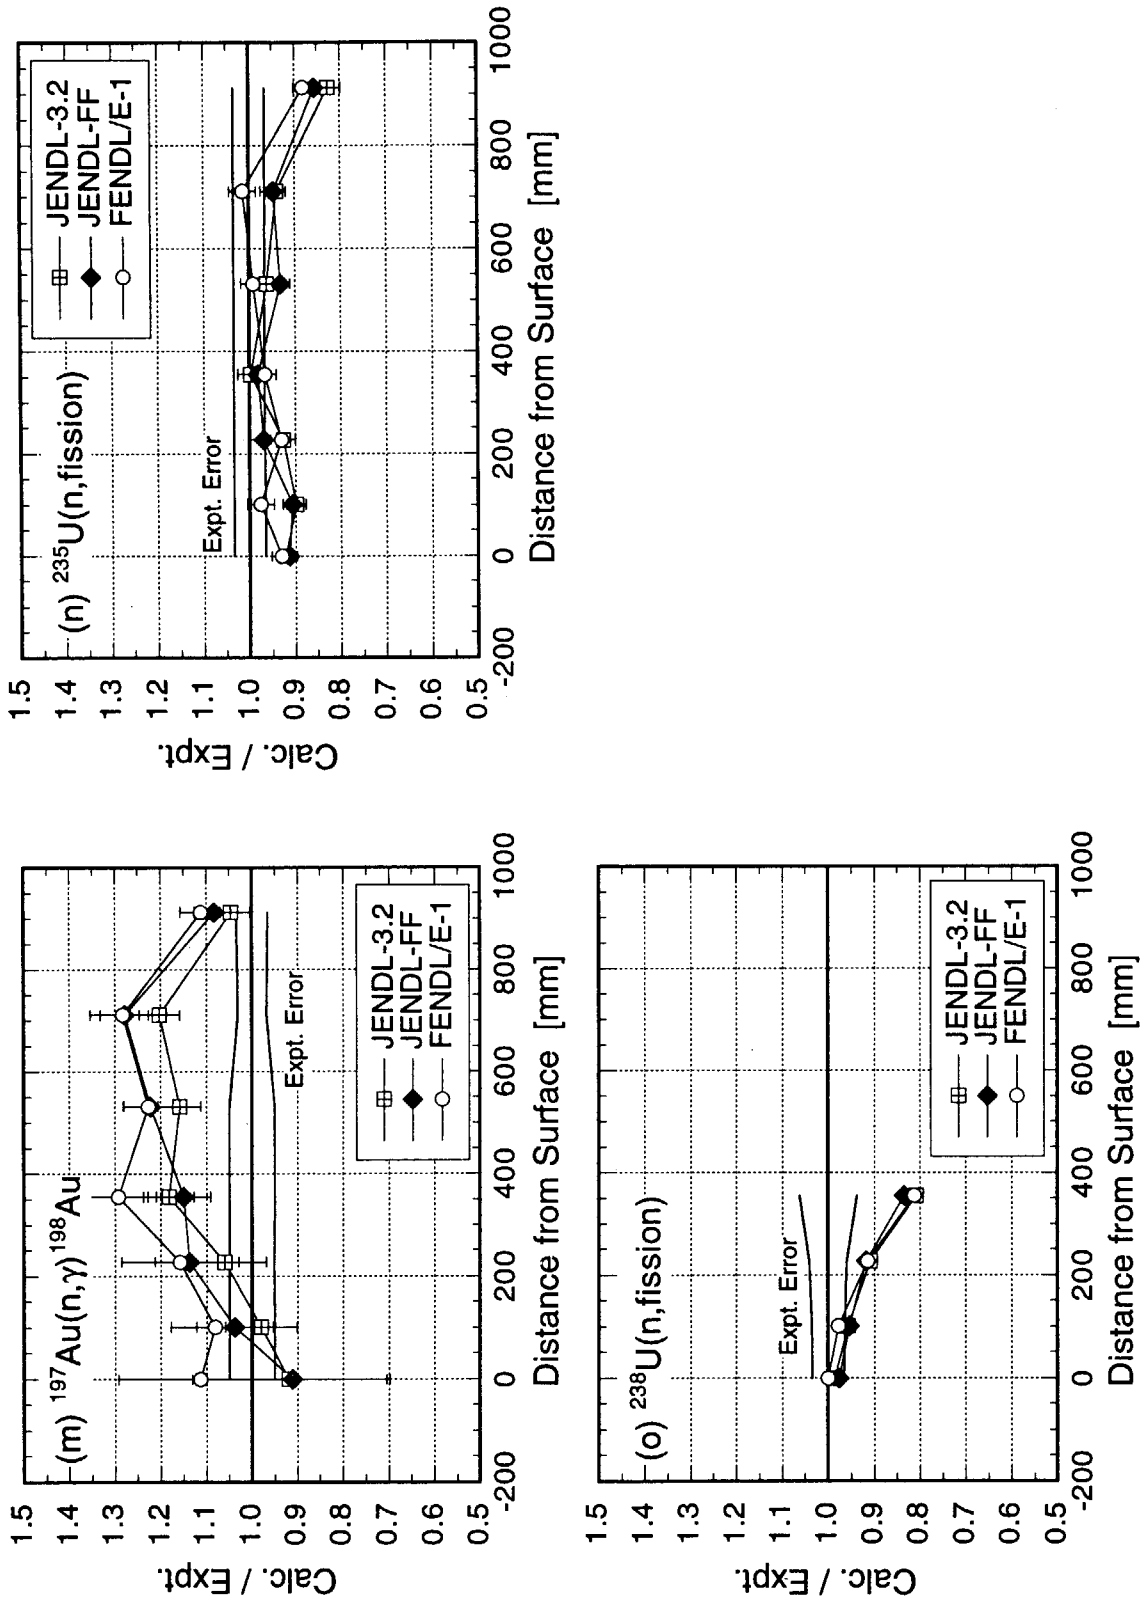 (m) ¹⁹⁷Au(n,γ)¹⁹⁸Au
Calc. / Expt.
1.5
1.4
1.3
1.2
1.1
1.0
0.9
0.8
0.7
0.6
0.5
Expt. Error
JENDL-3.2
JENDL-FF
FENDL/E-1
-200 0 200 400 600 800 1000
Distance from Surface [mm]
(n) ²³⁵U(n,fission)
Calc. / Expt.
1.5
1.4
1.3
1.2
1.1
1.0
0.9
0.8
0.7
0.6
0.5
Expt. Error
JENDL-3.2
JENDL-FF
FENDL/E-1
-200 0 200 400 600 800 1000
Distance from Surface [mm]
(o) ²³⁸U(n,fission)
Calc. / Expt.
1.5
1.4
1.3
1.2
1.1
1.0
0.9
0.8
0.7
0.6
0.5
Expt. Error
JENDL-3.2
JENDL-FF
FENDL/E-1
-200 0 200 400 600 800 1000
Distance from Surface [mm]